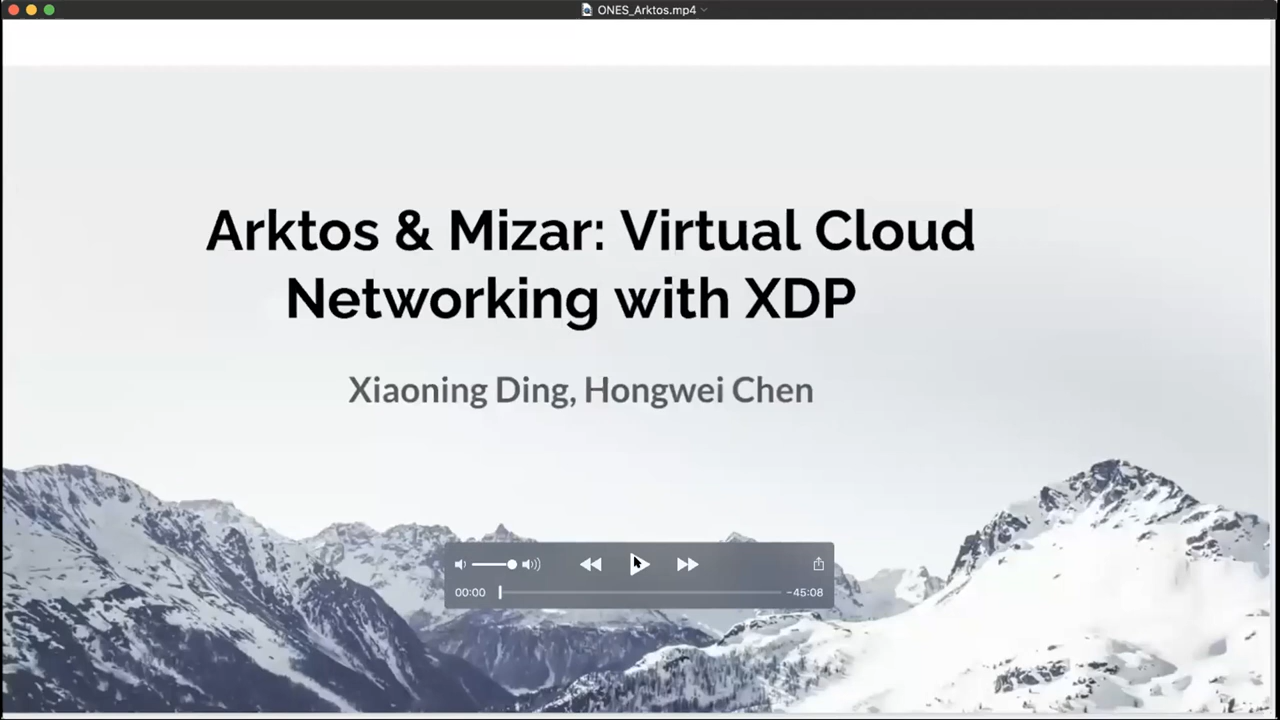 ONES_Arktos.mp4
Arktos & Mizar: Virtual Cloud
Networking with XDP
Xiaoning Ding, Hongwei Chen
00:00
-45:08